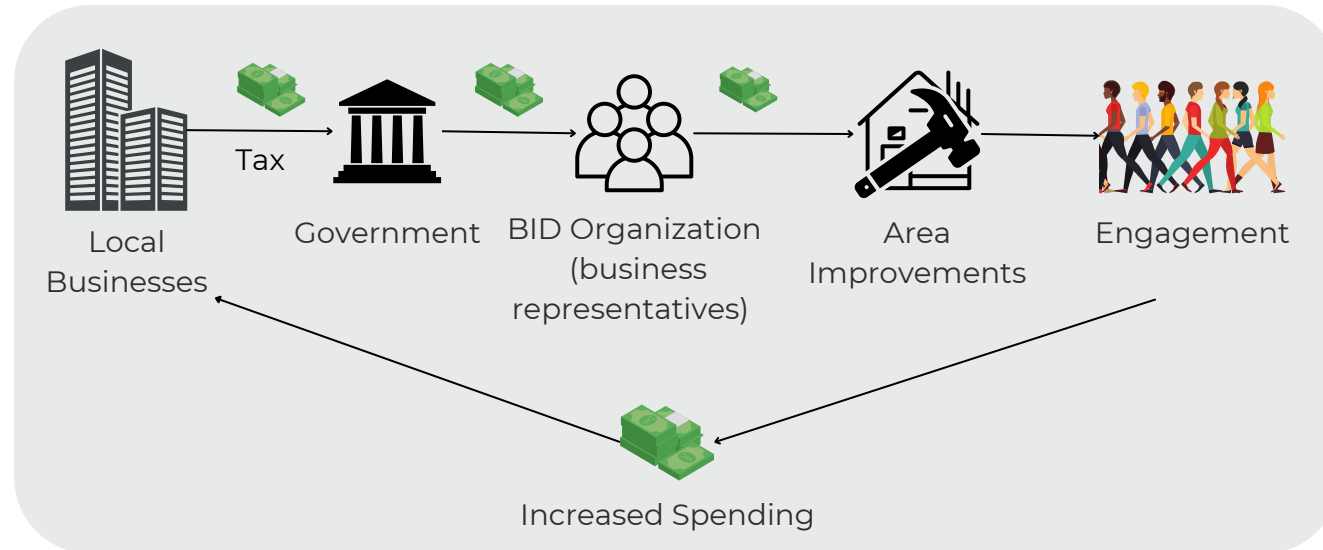 Tax
Local
Businesses
Government
BID Organization
(business
representatives)
Area
Improvements
Engagement
Increased Spending